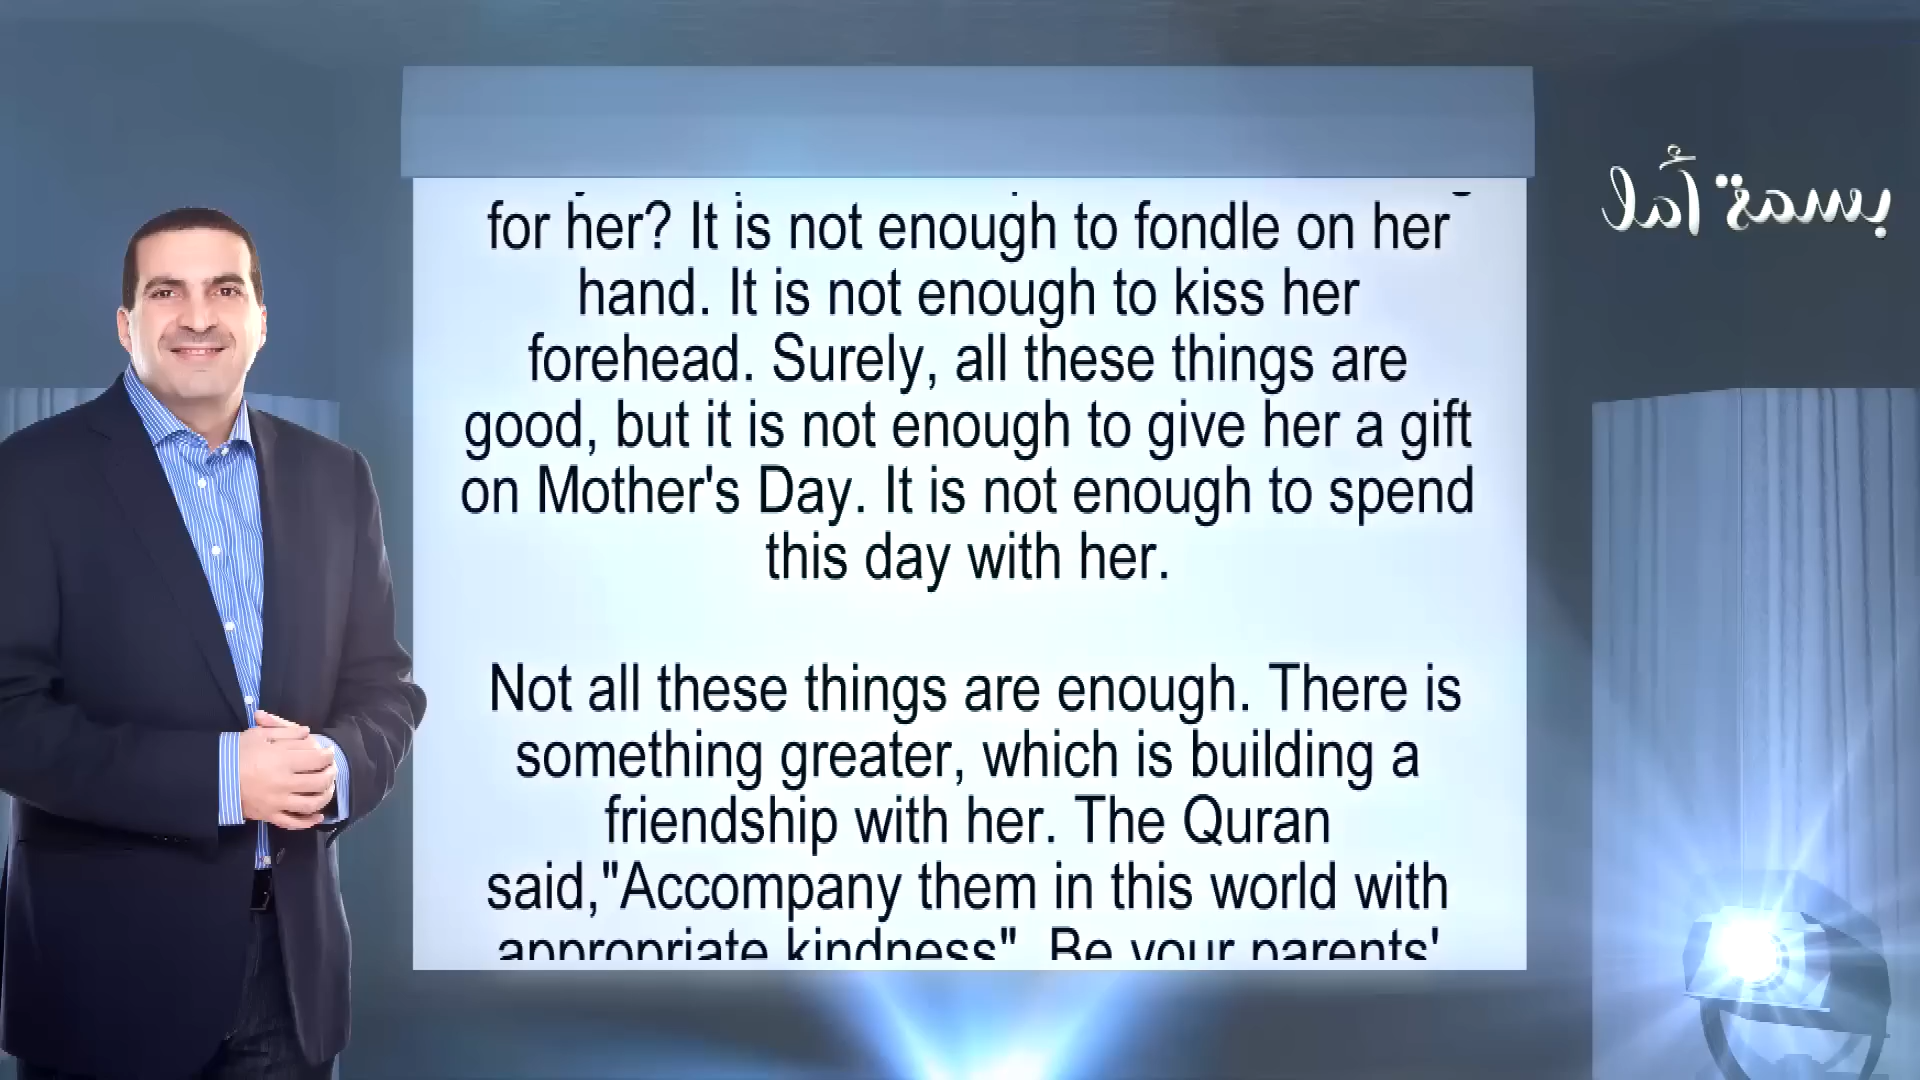 بسمة أمل
for her? It is not enough to fondle on her
hand. It is not enough to kiss her
forehead. Surely, all these things are
good, but it is not enough to give her a gift
on Mother's Day. It is not enough to spend
this day with her.
Not all these things are enough. There is
something greater, which is building a
friendship with her. The Quran
said,"Accompany them in this world with
appropriate kindness". Be your parents'